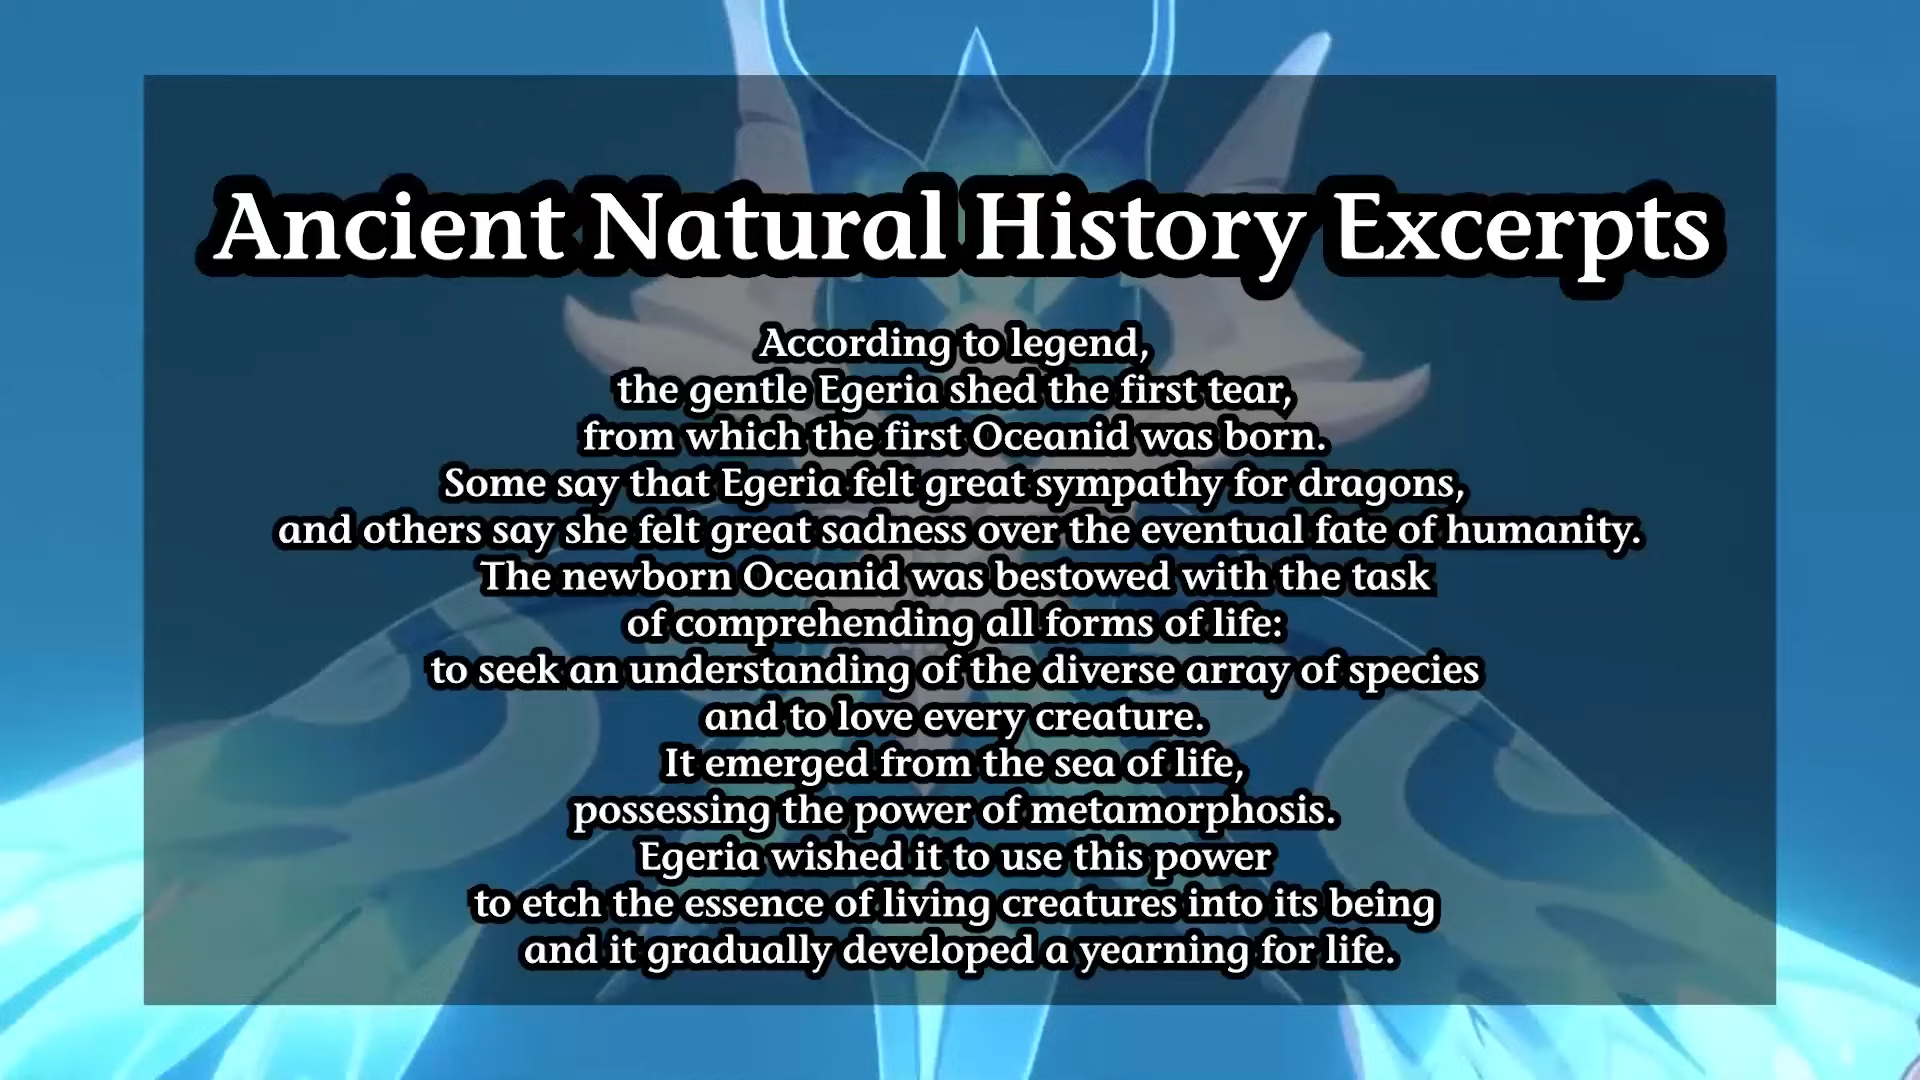 Ancient Natural History Excerpts
According to legend,
the gentle Egeria shed the first tear,
from which the first Oceanid was born.
Some say that Egeria felt great sympathy for dragons,
and others say she felt great sadness over the eventual fate of humanity.
The newborn Oceanid was bestowed with the task
of comprehending all forms of life:
to seek an understanding of the diverse array of species
and to love every creature.
It emerged from the sea of life,
possessing the power of metamorphosis.
Egeria wished it to use this power
to etch the essence of living creatures into its being
and it gradually developed a yearning for life.